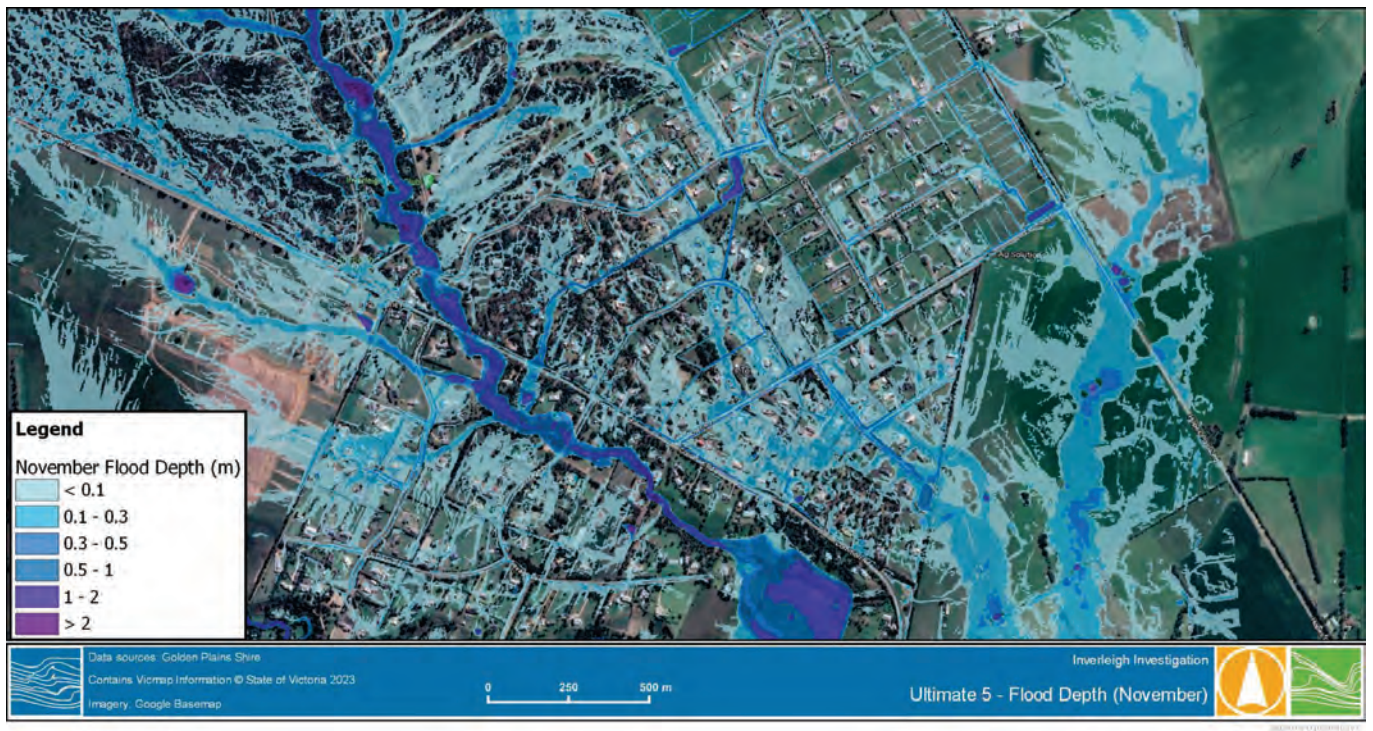 Ag Solution
Legend
November Flood Depth (m)
< 0.1
0.1 - 0.3
0.3 - 0.5
0.5 - 1
1 - 2
> 2
Data sources: Golden Plains Shire
Contains Vicmap Information © State of Victoria 2023
Imagery: Google Basemap
0 250 500 m
Inverleigh Investigation
Ultimate 5 - Flood Depth (November)